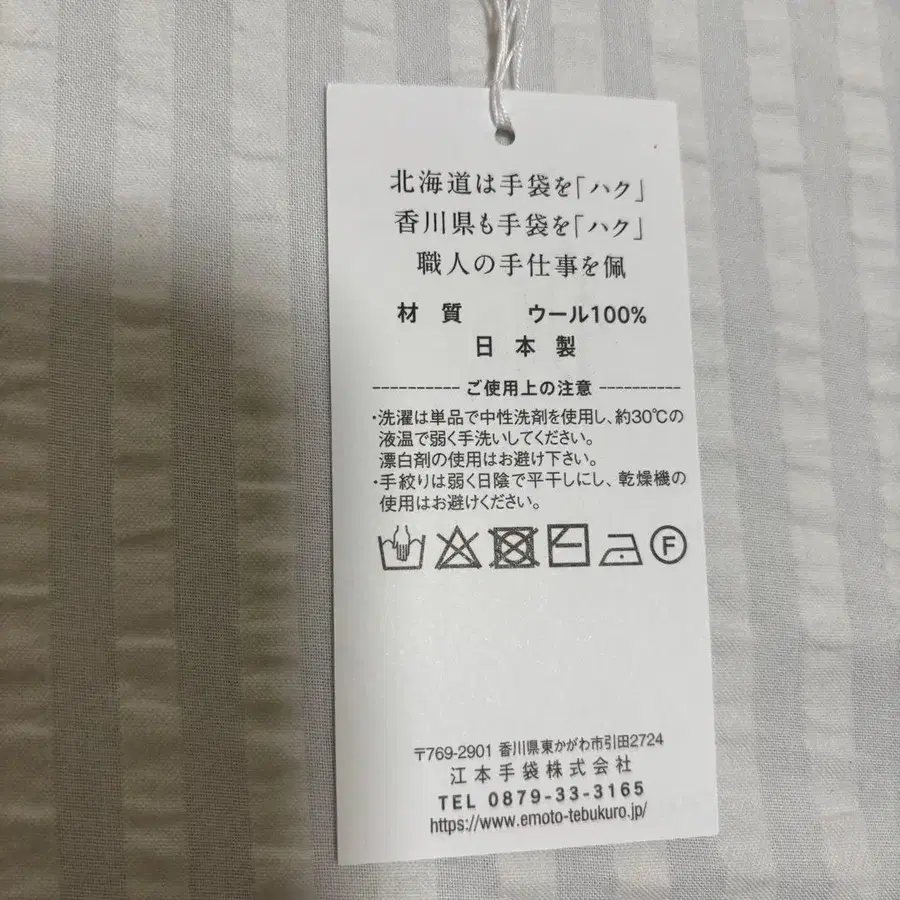 北海道は手袋を「ハク」
香川県も手袋を「ハク」
職人の手仕事を佩
材 質 ウール100%
日 本 製
ご使用上の注意
・洗濯は単品で中性洗剤を使用し、約30℃の
液温で弱く手洗いしてください。
漂白剤の使用はお避け下さい。
・手絞りは弱く日陰で平干しにし、乾燥機の
使用はお避けください。
F
〒769-2901 香川県東かがわ市引田2724
江本手袋株式会社
TEL 0879-33-3165
https://www.emoto-tebukuro.jp/